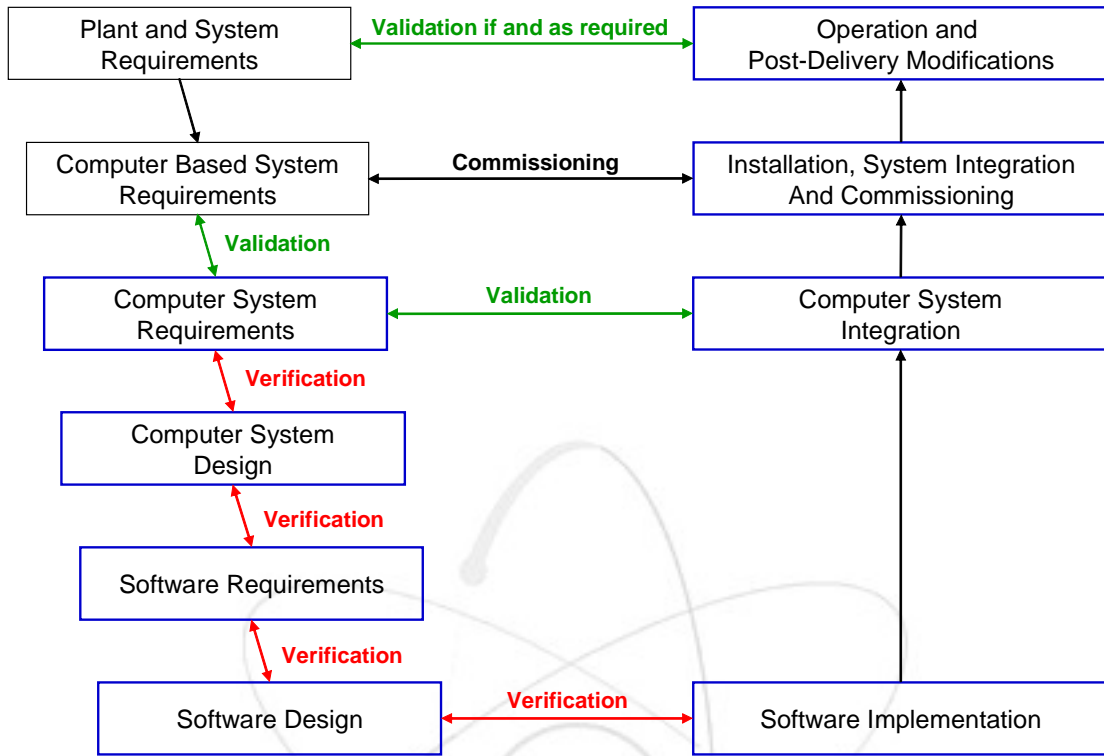 Plant and System
Requirements
Validation if and as required
Operation and
Post-Delivery Modifications
Computer Based System
Requirements
Commissioning
Installation, System Integration
And Commissioning
Validation
Computer System
Requirements
Validation
Computer System
Integration
Verification
Computer System
Design
Verification
Software Requirements
Verification
Software Design
Verification
Software Implementation